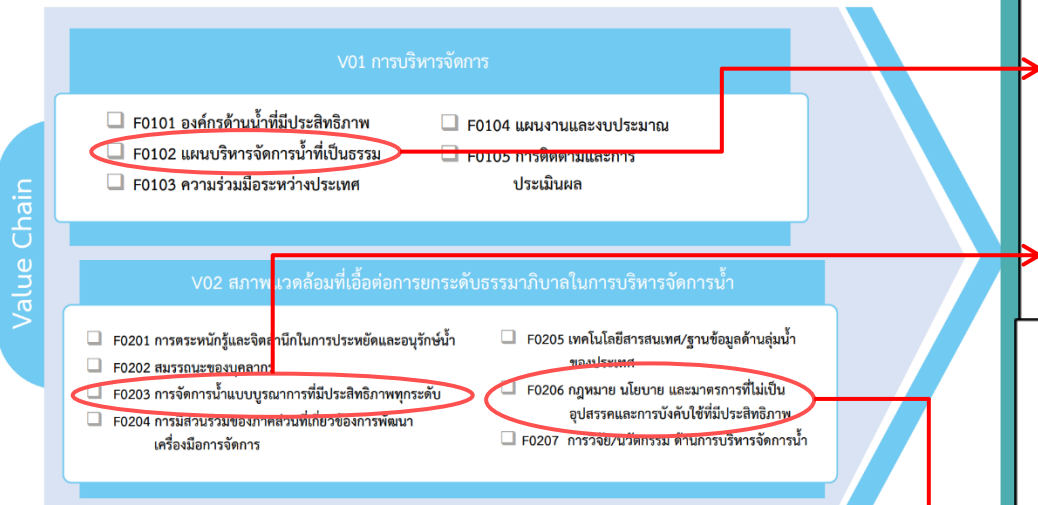 Value Chain
V01 การบริหารจัดการ
F0101 องค์กรด้านน้ำที่มีประสิทธิภาพ
F0102 แผนบริหารจัดการน้ำที่เป็นธรรม
F0103 ความร่วมมือระหว่างประเทศ
F0104 แผนงานและงบประมาณ
F0105 การติดตามและการ
ประเมินผล
V02 สภาพแวดล้อมที่เอื้อต่อการยกระดับธรรมาภิบาลในการบริหารจัดการน้ำ
F0201 การตระหนักรู้และจิตสำนึกในการประหยัดและอนุรักษ์น้ำ
F0202 สมรรถนะของบุคลากร
F0203 การจัดการน้ำแบบบูรณาการที่มีประสิทธิภาพทุกระดับ
F0204 การมีส่วนร่วมของภาคส่วนที่เกี่ยวข้องการพัฒนา
เครื่องมือการจัดการ
F0205 เทคโนโลยีสารสนเทศ/ฐานข้อมูลด้านลุ่มน้ำ
ของประเทศ
F0206 กฎหมาย นโยบาย และมาตรการที่ไม่เป็น
อุปสรรคและการบังคับใช้ที่มีประสิทธิภาพ
F0207 การวิจัย/นวัตกรรม ด้านการบริหารจัดการน้ำ